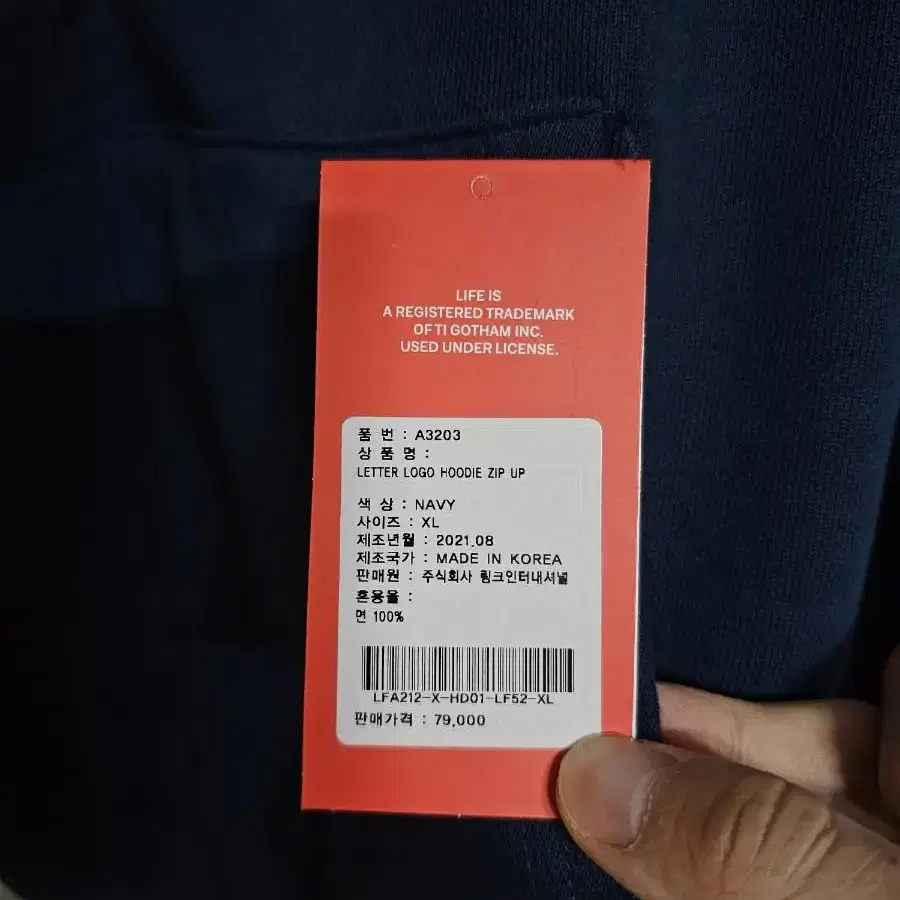 LIFE IS
A REGISTERED TRADEMARK
OF TI GOTHAM INC.
USED UNDER LICENSE.
품 번 : A3203
상 품 명 :
LETTER LOGO HOODIE ZIP UP
색 상 : NAVY
사이즈 : XL
제조년월 : 2021.08
제조국가 : MADE IN KOREA
판매원 : 주식회사 링크인터내셔널
혼용율 :
면 100%
LFA212-X-HD01-LF52-XL
판매가격 : 79,000